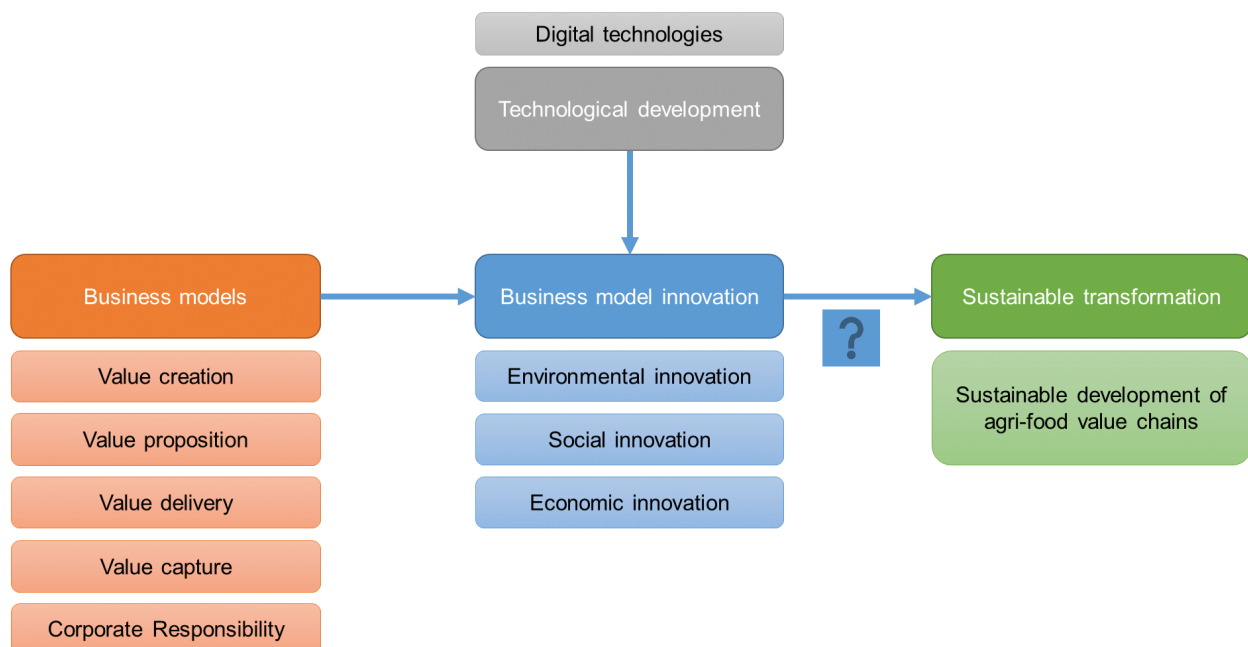 Digital technologies
Technological development
Business models
Business model innovation
Sustainable transformation
?
Value creation
Value proposition
Value delivery
Value capture
Corporate Responsibility
Environmental innovation
Social innovation
Economic innovation
Sustainable development of
agri-food value chains